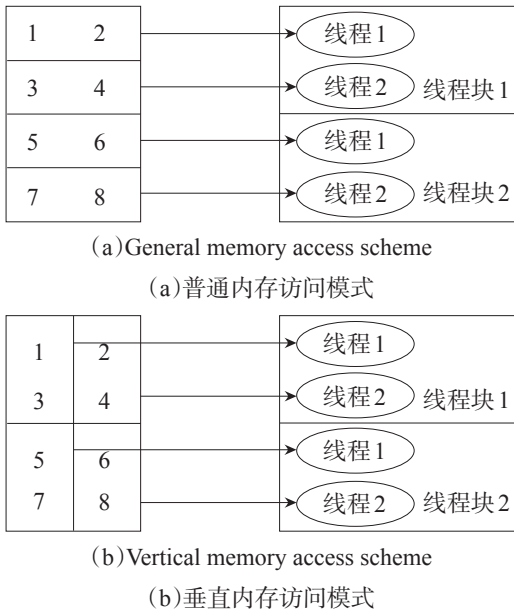 1 2 线程1
3 4 线程2 线程块1
5 6 线程1
7 8 线程2 线程块2
(a)General memory access scheme
(a)普通内存访问模式
1 2 线程1
3 4 线程2 线程块1
5 6 线程1
7 8 线程2 线程块2
(b)Vertical memory access scheme
(b)垂直内存访问模式